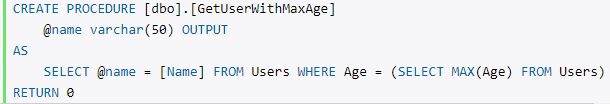 CREATE PROCEDURE [dbo].[GetUserWithMaxAge]
    @name varchar(50) OUTPUT
AS
    SELECT @name = [Name] FROM Users WHERE Age = (SELECT MAX(Age) FROM Users)
RETURN 0